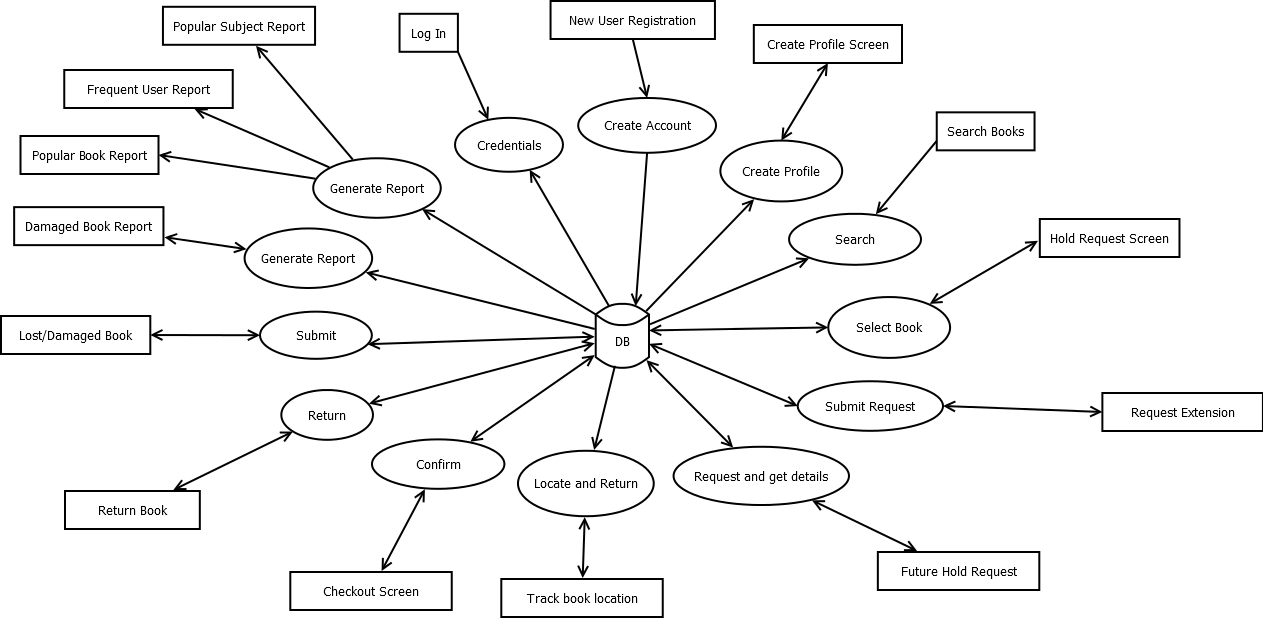 New User Registration
Popular Subject Report
Log In
Create Profile Screen
Frequent User Report
Create Account
Search Books
Credentials
Popular Book Report
Create Profile
Generate Report
Damaged Book Report
Search
Hold Request Screen
Generate Report
Select Book
Lost/Damaged Book
Submit
DB
Submit Request
Request Extension
Return
Confirm
Request and get details
Locate and Return
Return Book
Future Hold Request
Checkout Screen
Track book location